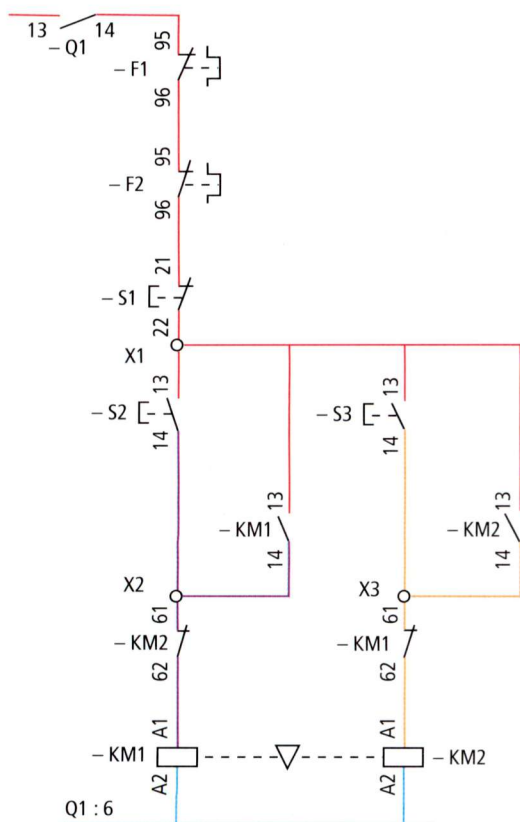 13 14
– Q1
95
– F1
96
95
– F2
96
21
– S1
22
X1
13
– S2
14
13
– S3
14
13
– KM1
14
13
– KM2
14
X2
61
– KM2
62
X3
61
– KM1
62
A1
– KM1
A2
A1
– KM2
A2
Q1 : 6